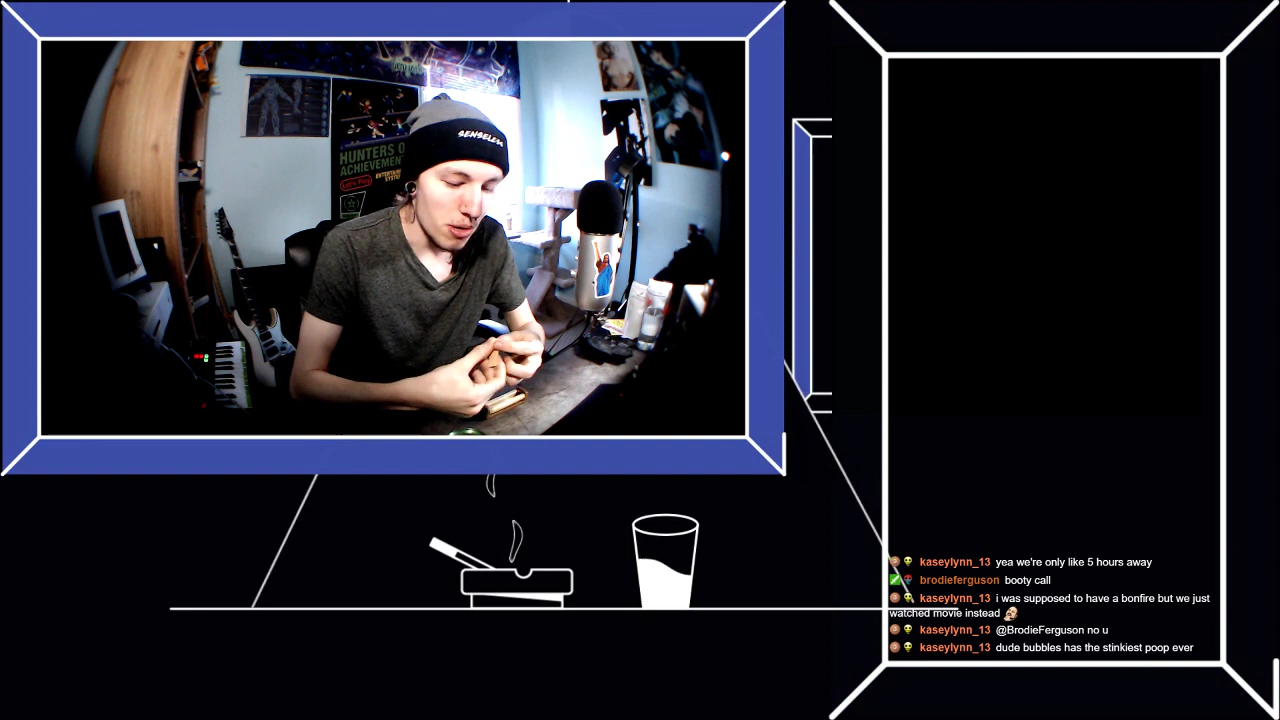 SENSELESS
HUNTERS O
ACHIEVEMENT
Let's Play
kaseylynn_13 yea we're only like 5 hours away
brodieferguson booty call
kaseylynn_13 i was supposed to have a bonfire but we just
watched movie instead
kaseylynn_13 @BrodieFerguson no u
kaseylynn_13 dude bubbles has the stinkiest poop ever